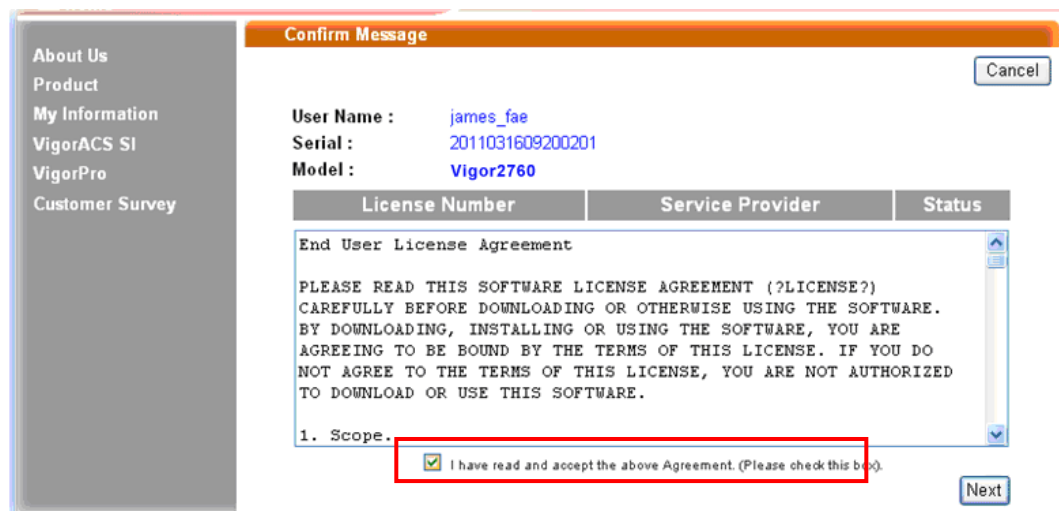 Confirm Message
About Us
Product
My Information
VigorACS SI
VigorPro
Customer Survey
Cancel
User Name : james_fae
Serial : 2011031609200201
Model : Vigor2760
License Number Service Provider Status
End User License Agreement
PLEASE READ THIS SOFTWARE LICENSE AGREEMENT (?LICENSE?)
CAREFULLY BEFORE DOWNLOADING OR OTHERWISE USING THE SOFTWARE.
BY DOWNLOADING, INSTALLING OR USING THE SOFTWARE, YOU ARE
AGREEING TO BE BOUND BY THE TERMS OF THIS LICENSE. IF YOU DO
NOT AGREE TO THE TERMS OF THIS LICENSE, YOU ARE NOT AUTHORIZED
TO DOWNLOAD OR USE THIS SOFTWARE.
1. Scope.
I have read and accept the above Agreement. (Please check this box).
Next